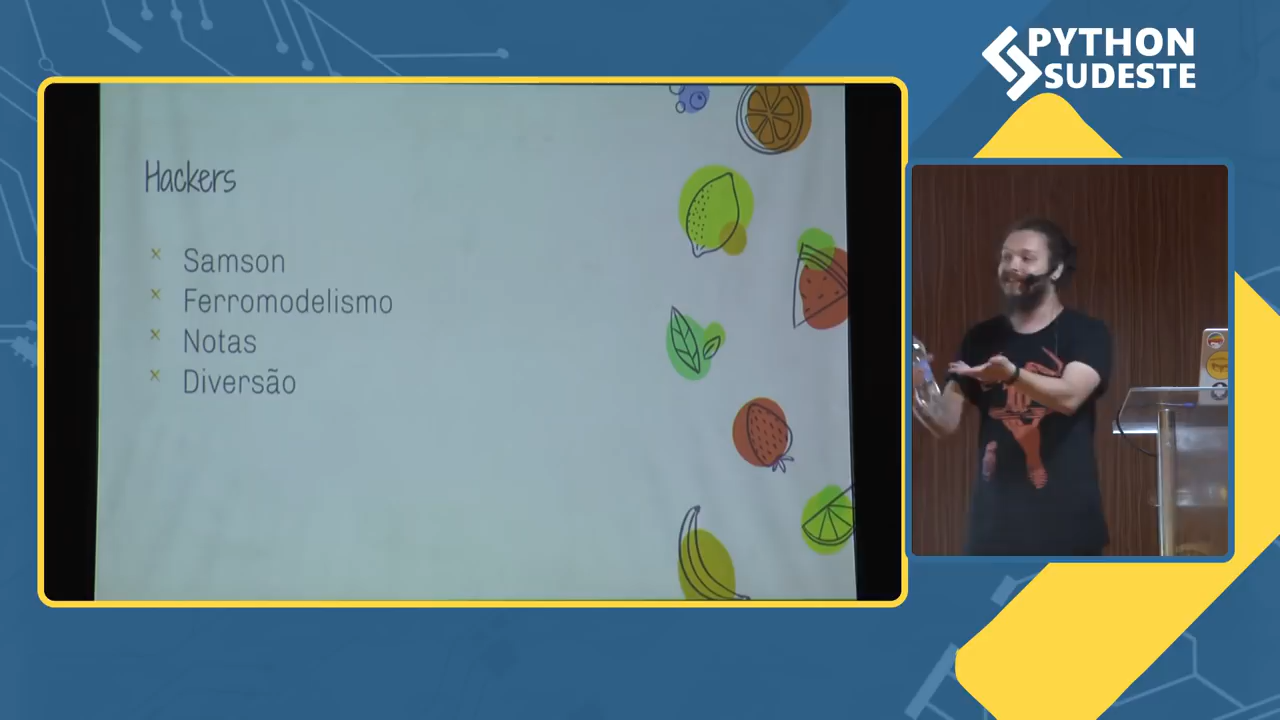 PYTHON
SUDESTE
Hackers
Samson
Ferromodelismo
Notas
Diversão